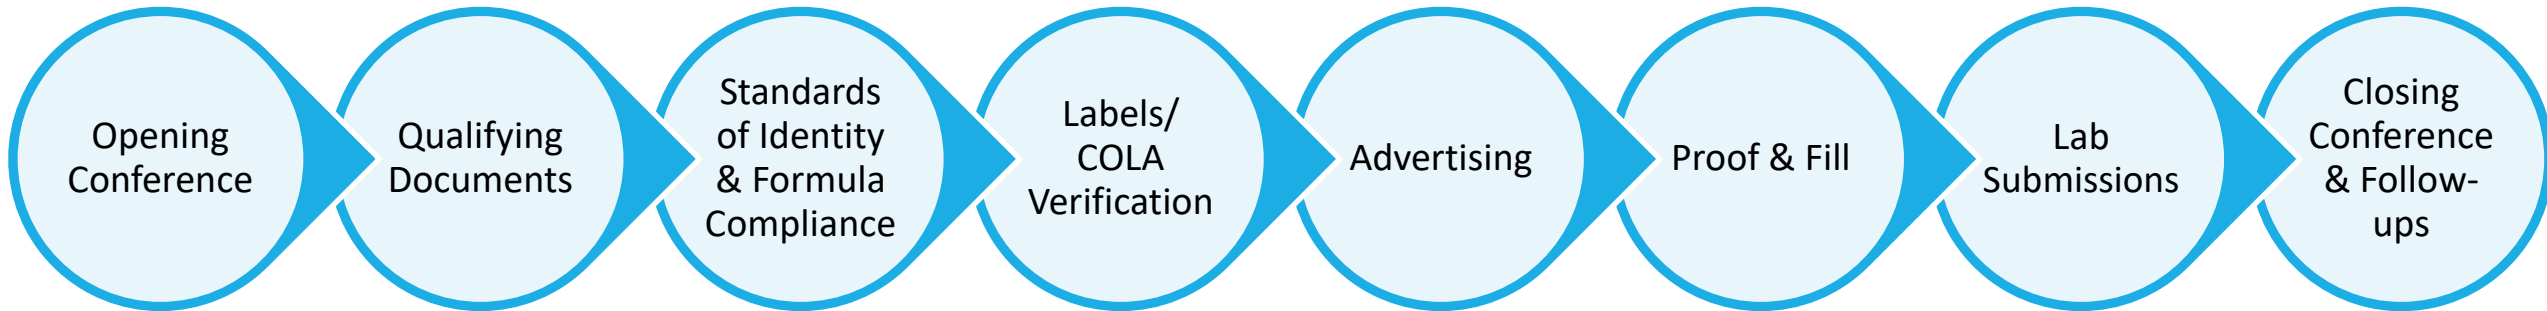 Opening
Conference
Qualifying
Documents
Standards
of Identity
& Formula
Compliance
Labels/
COLA
Verification
Advertising
Proof & Fill
Lab
Submissions
Closing
Conference
& Follow-
ups